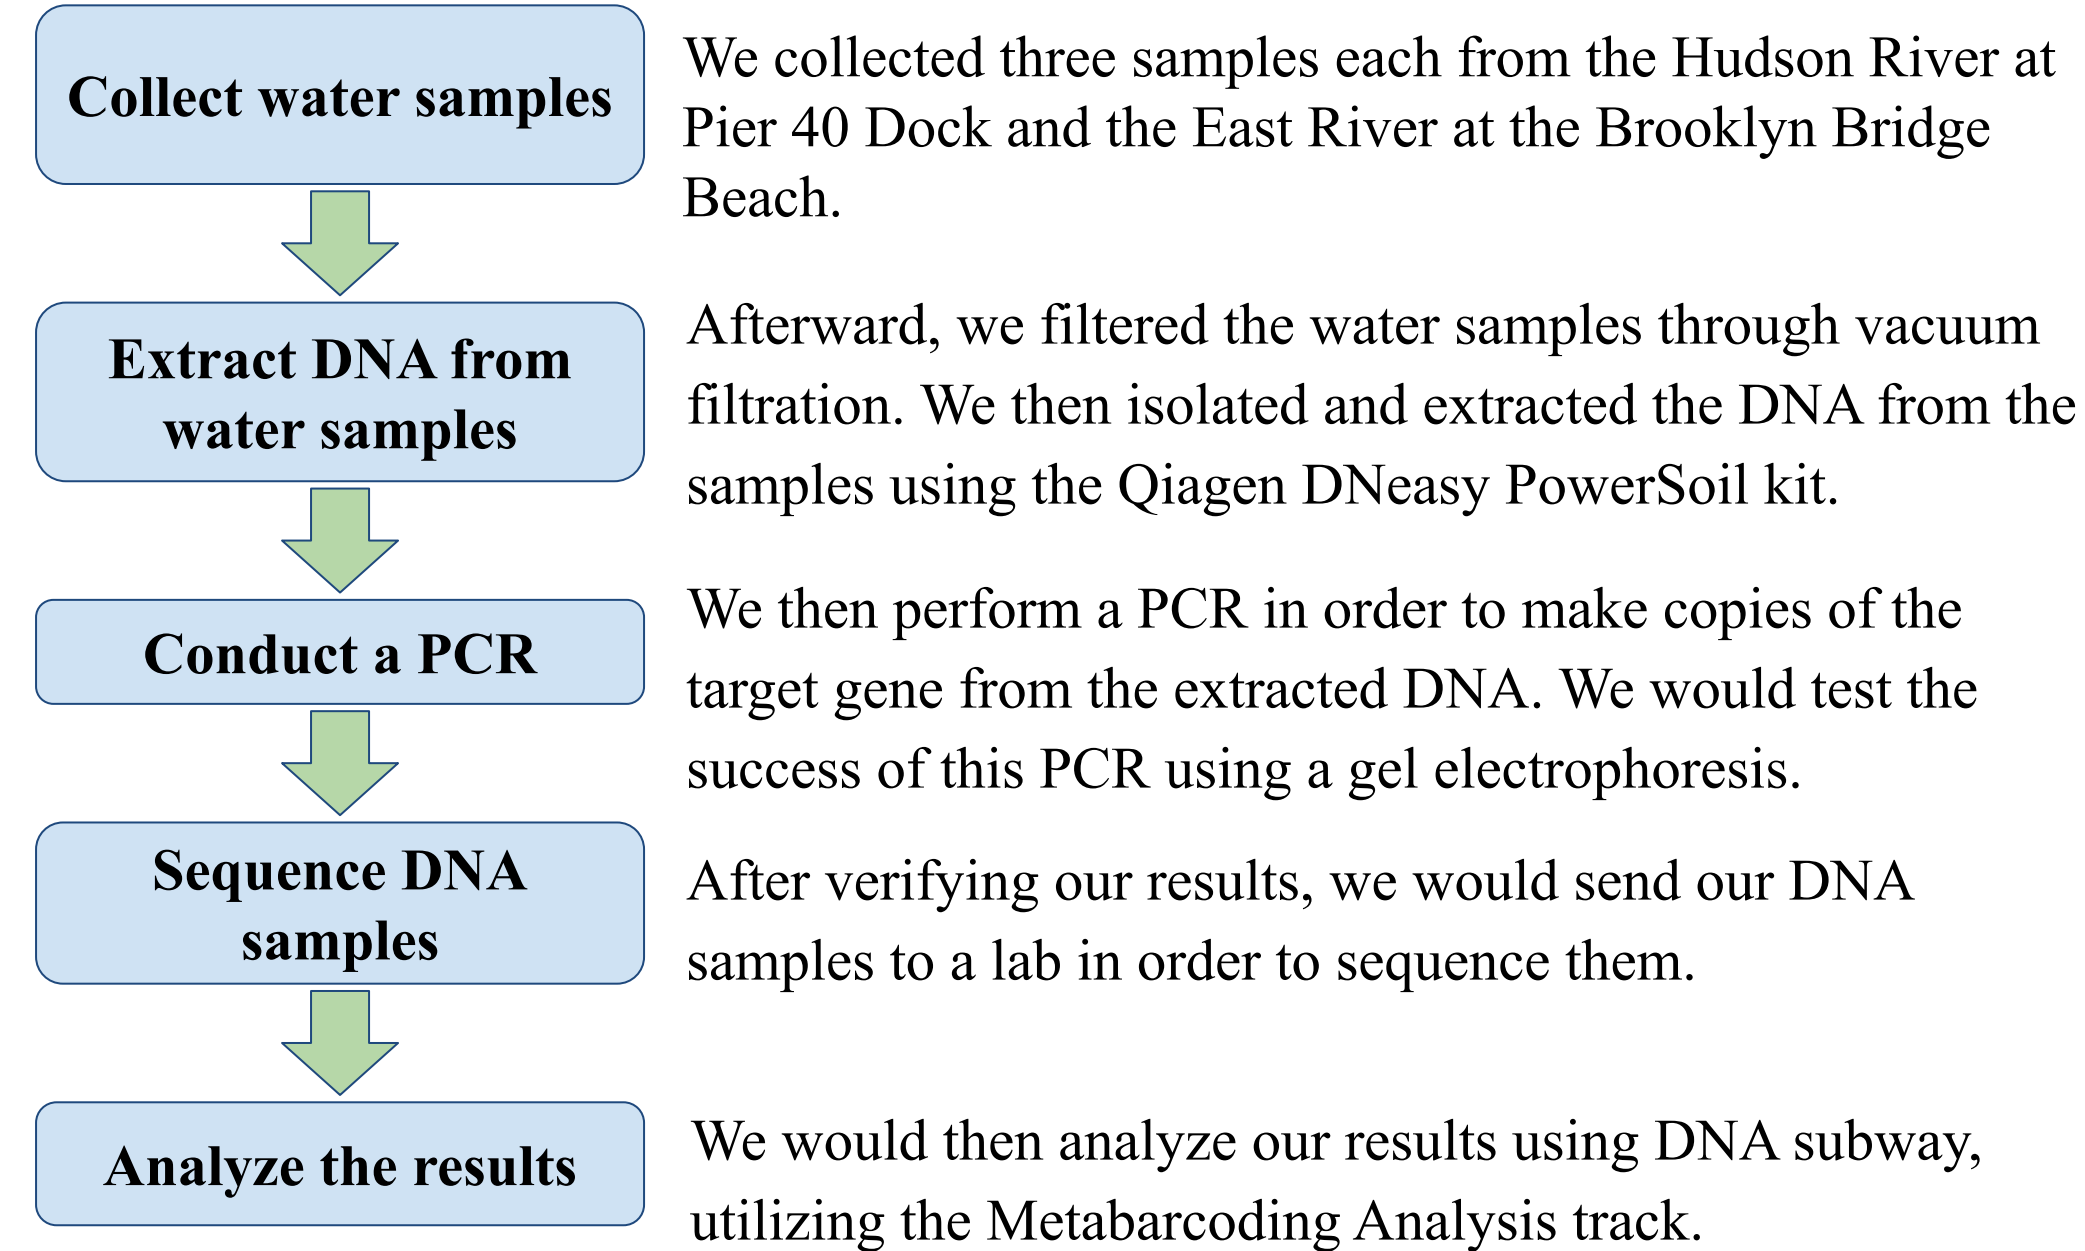 Collect water samples
We collected three samples each from the Hudson River at
Pier 40 Dock and the East River at the Brooklyn Bridge
Beach.
Extract DNA from
water samples
Afterward, we filtered the water samples through vacuum
filtration. We then isolated and extracted the DNA from the
samples using the Qiagen DNeasy PowerSoil kit.
Conduct a PCR
We then perform a PCR in order to make copies of the
target gene from the extracted DNA. We would test the
success of this PCR using a gel electrophoresis.
Sequence DNA
samples
After verifying our results, we would send our DNA
samples to a lab in order to sequence them.
Analyze the results
We would then analyze our results using DNA subway,
utilizing the Metabarcoding Analysis track.